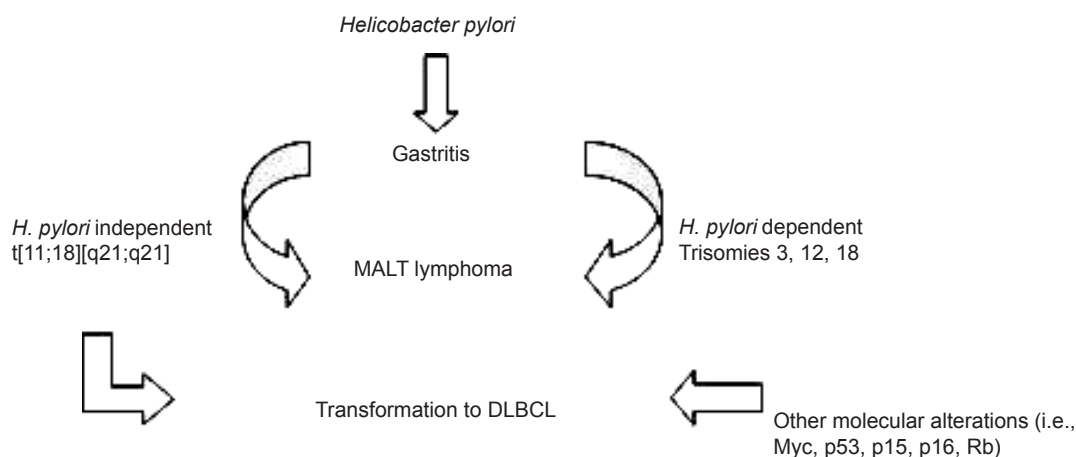 Helicobacter pylori
Gastritis
H. pylori independent
t[11;18][q21;q21]
H. pylori dependent
Trisomies 3, 12, 18
MALT lymphoma
Transformation to DLBCL
Other molecular alterations (i.e.,
Myc, p53, p15, p16, Rb)